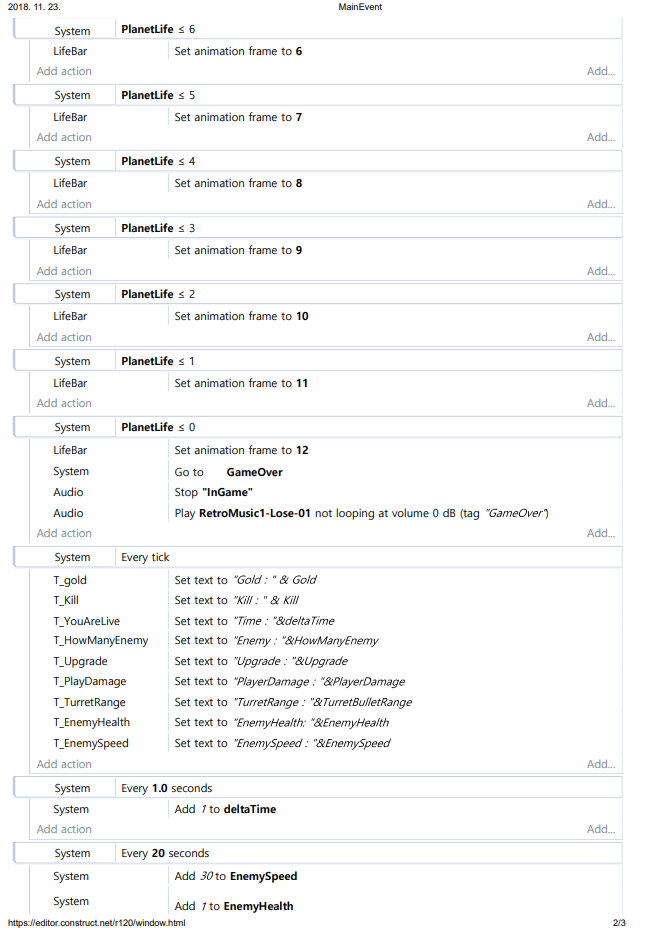 2018. 11. 23. MainEvent
System PlanetLife ≤ 6
LifeBar Set animation frame to 6
Add action Add...
System PlanetLife ≤ 5
LifeBar Set animation frame to 7
Add action Add...
System PlanetLife ≤ 4
LifeBar Set animation frame to 8
Add action Add...
System PlanetLife ≤ 3
LifeBar Set animation frame to 9
Add action Add...
System PlanetLife ≤ 2
LifeBar Set animation frame to 10
Add action Add...
System PlanetLife ≤ 1
LifeBar Set animation frame to 11
Add action Add...
System PlanetLife ≤ 0
LifeBar Set animation frame to 12
System Go to GameOver
Audio Stop "InGame"
Audio Play RetroMusic1-Lose-01 not looping at volume 0 dB (tag "GameOver")
Add action Add...
System Every tick
T_gold Set text to "Gold : " & Gold
T_Kill Set text to "Kill : " & Kill
T_YouAreLive Set text to "Time : "&deltaTime
T_HowManyEnemy Set text to "Enemy : "&HowManyEnemy
T_Upgrade Set text to "Upgrade : "&Upgrade
T_PlayDamage Set text to "PlayerDamage : "&PlayerDamage
T_TurretRange Set text to "TurretRange : "&TurretBulletRange
T_EnemyHealth Set text to "EnemyHealth: "&EnemyHealth
T_EnemySpeed Set text to "EnemySpeed : "&EnemySpeed
Add action Add...
System Every 1.0 seconds
System Add 1 to deltaTime
Add action Add...
System Every 20 seconds
System Add 30 to EnemySpeed
System Add 1 to EnemyHealth
https://editor.construct.net/r120/window.html 2/3